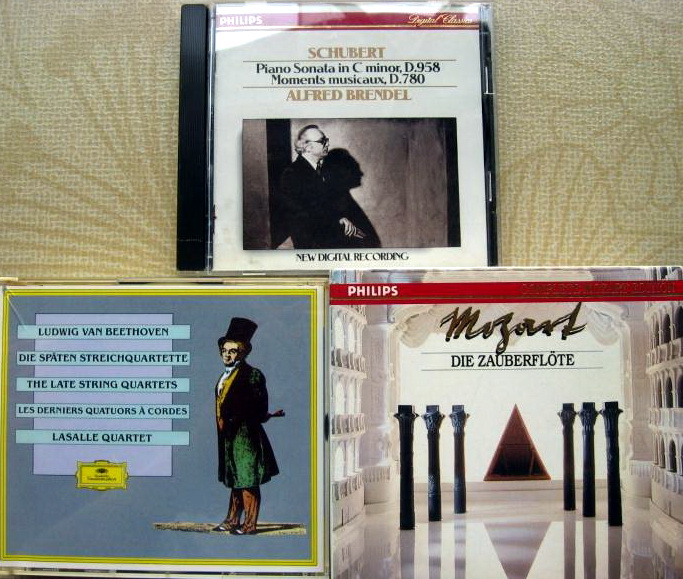 PHILIPS
Digital Classics
SCHUBERT
Piano Sonata in C minor, D.958
Moments musicaux, D.780
ALFRED BRENDEL
NEW DIGITAL RECORDING
LUDWIG VAN BEETHOVEN
DIE SPÄTEN STREICHQUARTETTE
THE LATE STRING QUARTETS
LES DERNIERS QUATUORS À CORDES
LASALLE QUARTET
PHILIPS
Mozart
DIE ZAUBERFLÖTE